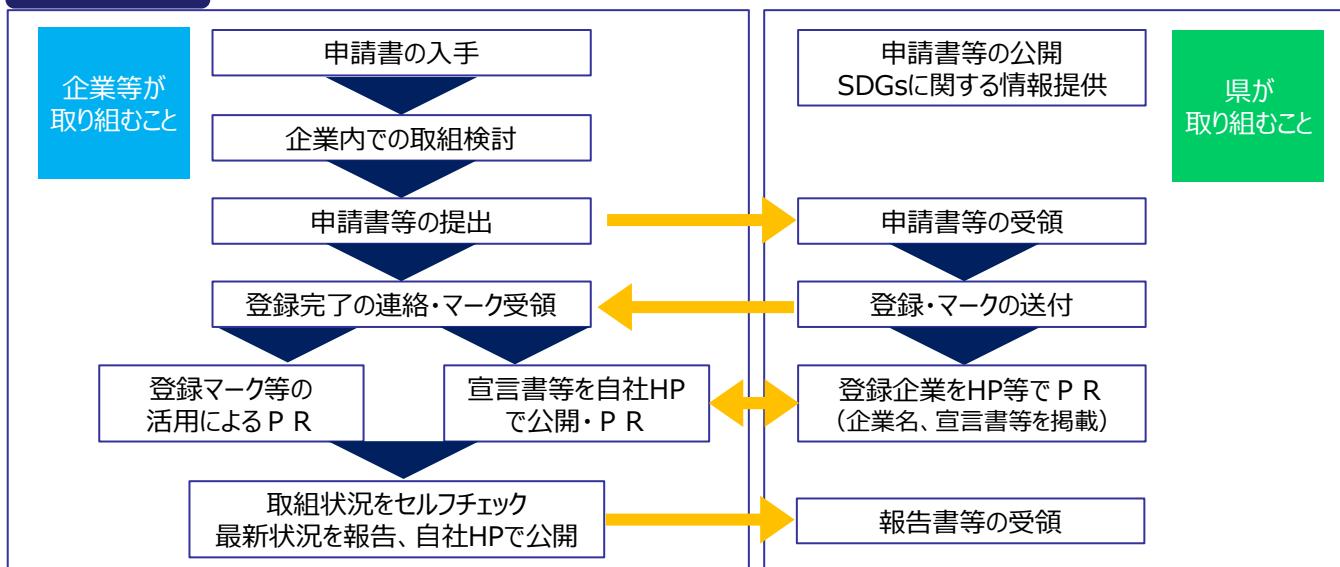 企業等が
取り組むこと
申請書の入手
企業内での取組検討
申請書等の提出
登録完了の連絡・マーク受領
登録マーク等の
活用によるＰＲ
宣言書等を自社HP
で公開・ＰＲ
取組状況をセルフチェック
最新状況を報告、自社HPで公開
申請書等の公開
SDGsに関する情報提供
県が
取り組むこと
申請書等の受領
登録・マークの送付
登録企業をHP等でＰＲ
（企業名、宣言書等を掲載）
報告書等の受領